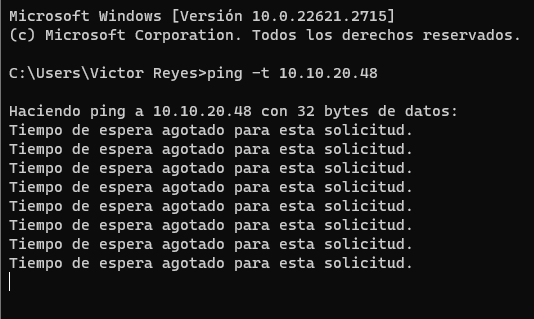 Microsoft Windows [Versión 10.0.22621.2715]
(c) Microsoft Corporation. Todos los derechos reservados.
C:\Users\Victor Reyes>ping -t 10.10.20.48
Haciendo ping a 10.10.20.48 con 32 bytes de datos:
Tiempo de espera agotado para esta solicitud.
Tiempo de espera agotado para esta solicitud.
Tiempo de espera agotado para esta solicitud.
Tiempo de espera agotado para esta solicitud.
Tiempo de espera agotado para esta solicitud.
Tiempo de espera agotado para esta solicitud.
Tiempo de espera agotado para esta solicitud.
Tiempo de espera agotado para esta solicitud.